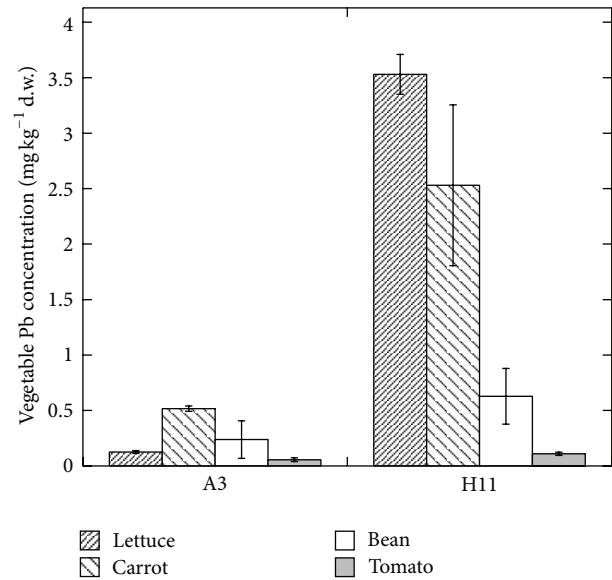 Vegetable Pb concentration (mg kg⁻¹ d.w.)
4
3.5
3
2.5
2
1.5
1
0.5
0
A3
H11
Lettuce
Carrot
Bean
Tomato